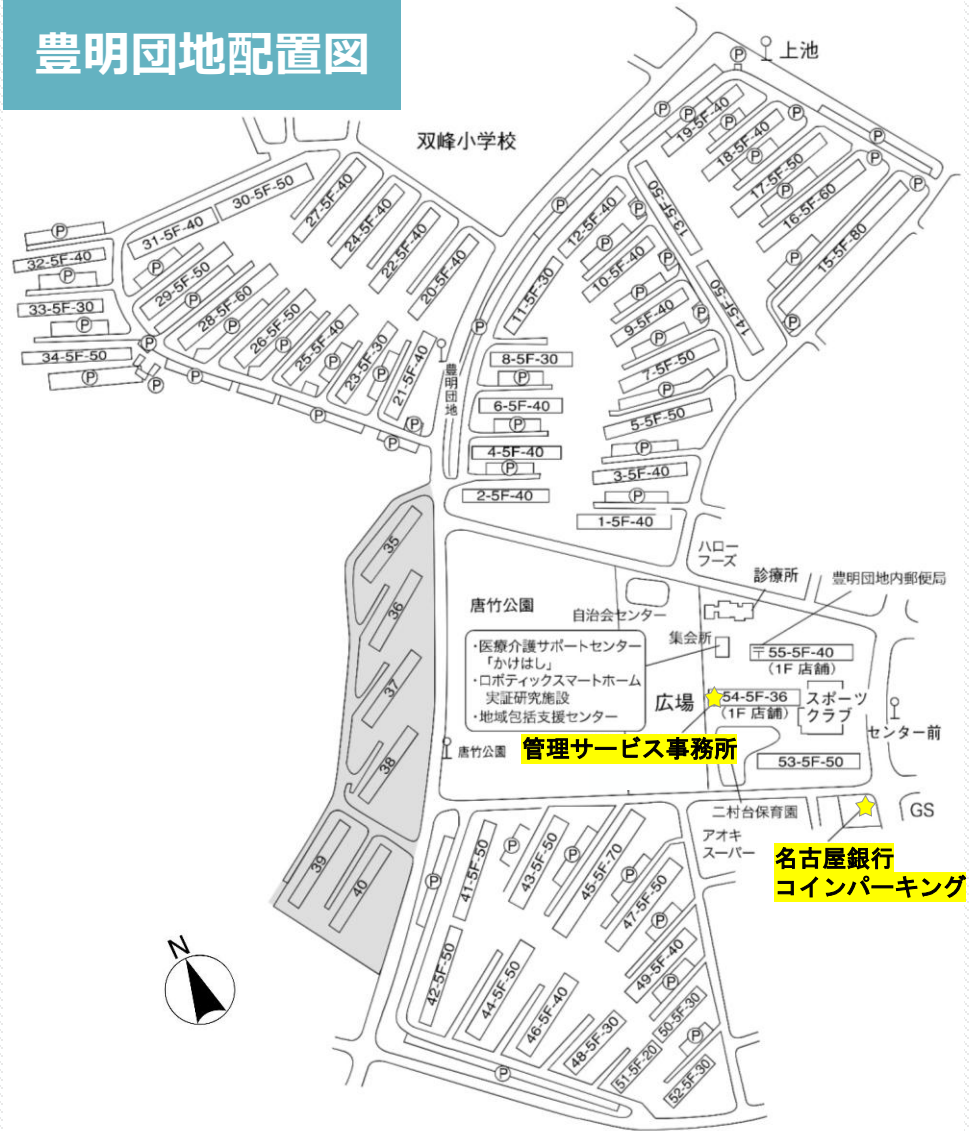 豊明団地配置図
上池
双峰小学校
P
19-5F-40
18-5F-40
17-5F-50
16-5F-60
15-5F-80
13-5F-50
14-5F-50
12-5F-40
10-5F-40
11-5F-30
9-5F-40
7-5F-50
5-5F-50
3-5F-40
1-5F-40
8-5F-30
6-5F-40
4-5F-40
2-5F-40
30-5F-50
31-5F-40
27-5F-40
24-5F-40
22-5F-40
20-5F-40
32-5F-40
33-5F-30
34-5F-50
29-5F-50
28-5F-60
26-5F-50
25-5F-40
23-5F-30
21-5F-40
豊明団地
35
36
37
38
39
40
ハロー
フーズ
診療所
豊明団地内郵便局
唐竹公園
自治会センター
集会所
・医療介護サポートセンター
「かけはし」
・ロボティックスマートホーム
実証研究施設
・地域包括支援センター
〒55-5F-40
(1F 店舗)
広場
54-5F-36
(1F 店舗)
スポーツ
クラブ
センター前
唐竹公園
管理サービス事務所
53-5F-50
二村台保育園
GS
アオキ
スーパー
名古屋銀行
コインパーキング
41-5F-50
43-5F-50
45-5F-70
47-5F-50
42-5F-50
44-5F-50
46-5F-40
48-5F-30
49-5F-40
50-5F-30
51-5F-20
52-5F-30
N